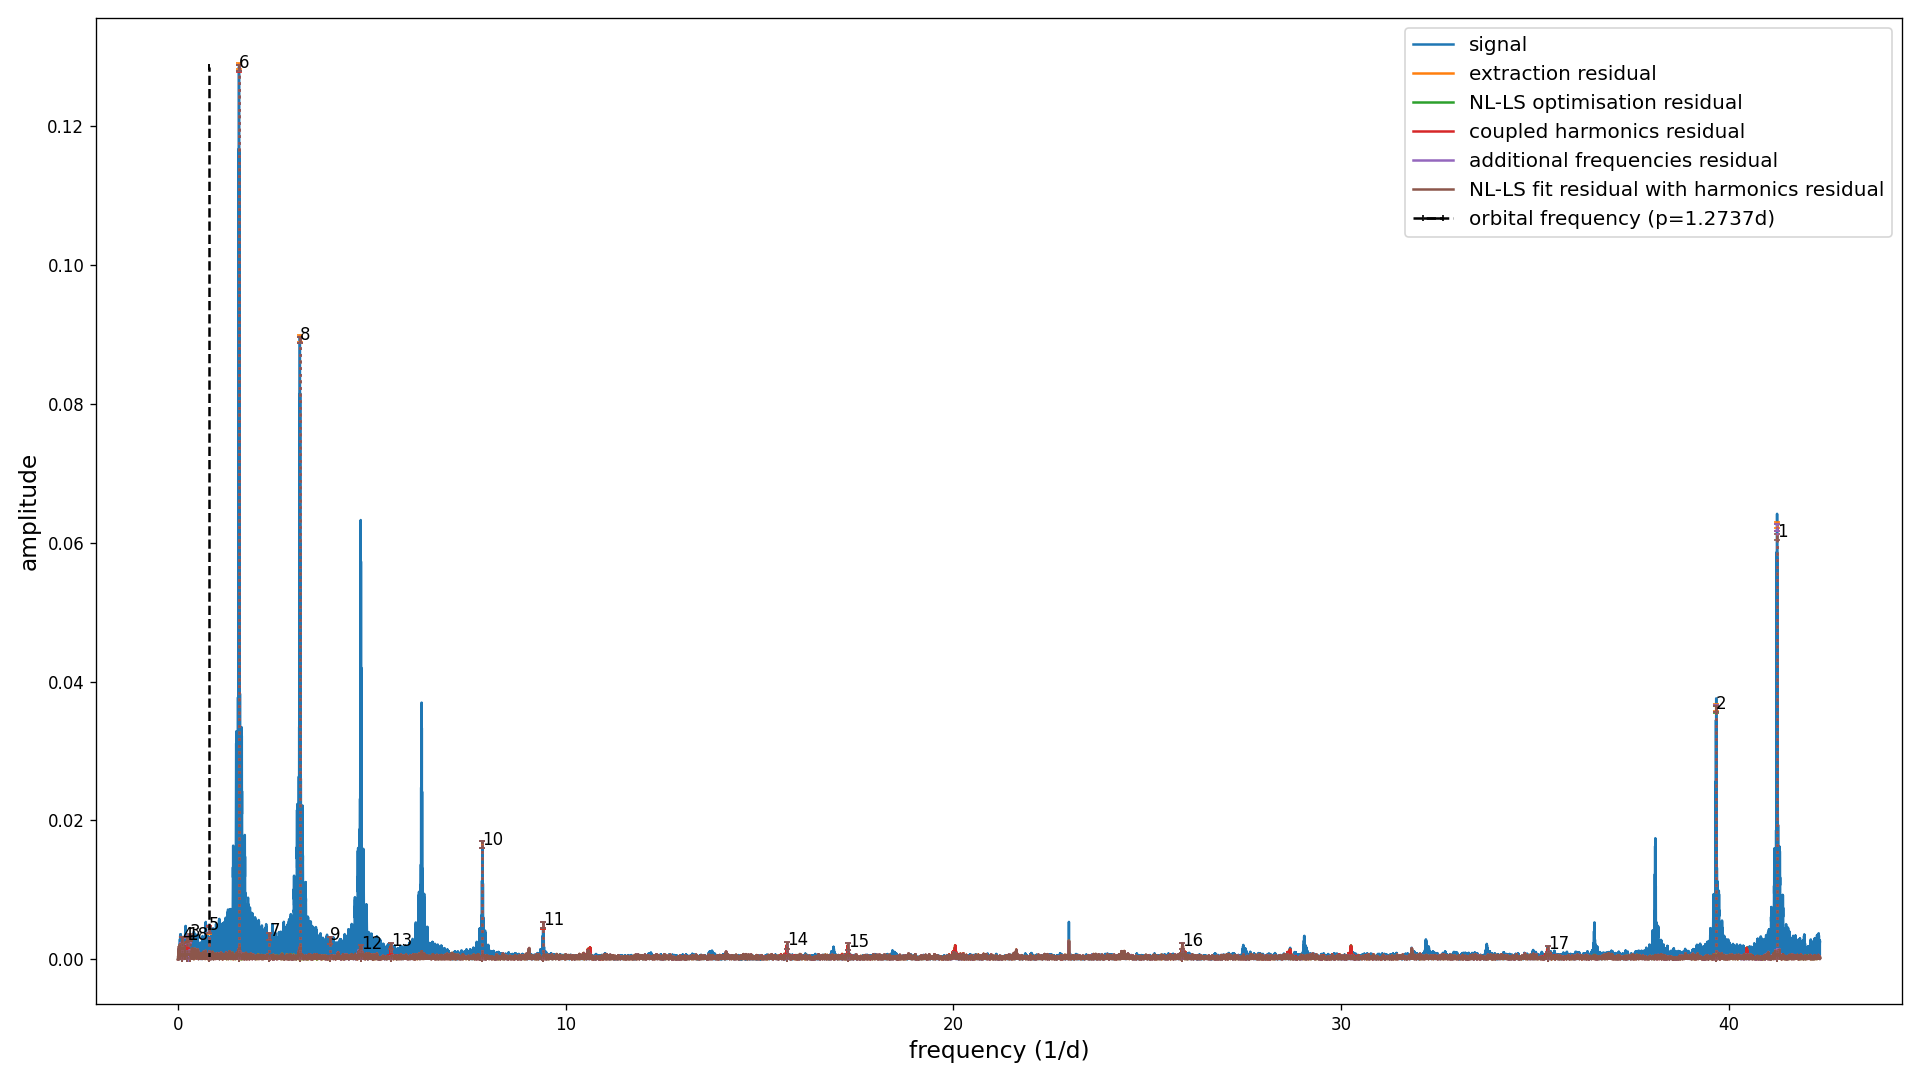 signal
extraction residual
NL-LS optimisation residual
coupled harmonics residual
additional frequencies residual
NL-LS fit residual with harmonics residual
orbital frequency (p=1.2737d)
amplitude
0.12
0.10
0.08
0.06
0.04
0.02
0.00
6
8
1
2
10
11
3
4
18
5
7
9
12
13
14
15
16
17
0 10 20 30 40
frequency (1/d)